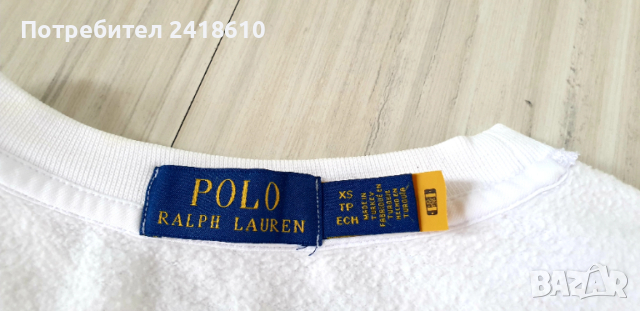 Потребител 2418610
POLO
RALPH LAUREN
XS
TP
ECH
MADE IN
TURKEY
FABRIQUÉ EN
TURQUIE
HECHO EN
TURQUÍA
BAZAR